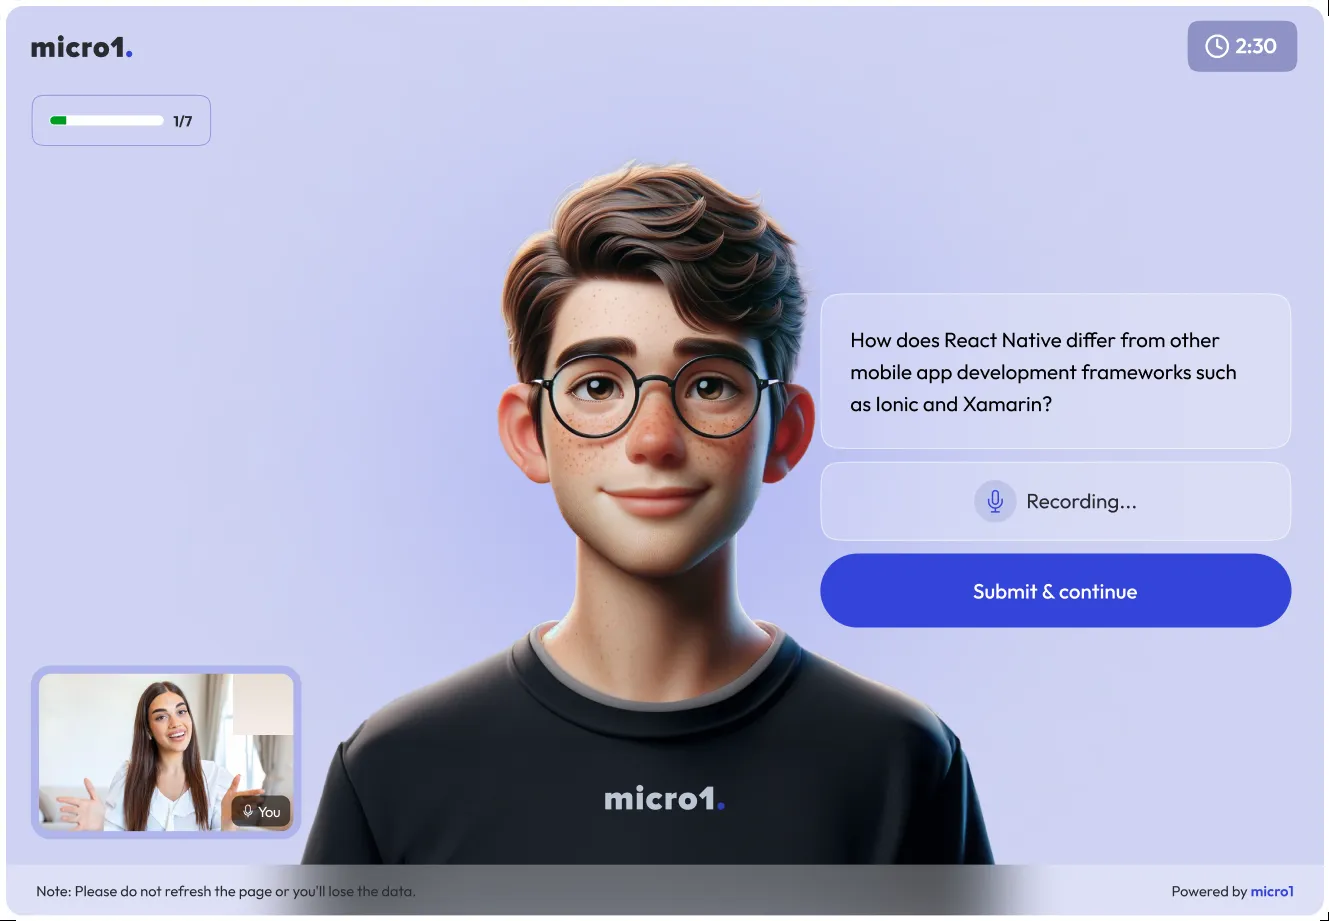 micro1.
2:30
1/7
How does React Native differ from other
mobile app development frameworks such
as Ionic and Xamarin?
Recording...
Submit & continue
You
micro1.
Note: Please do not refresh the page or you'll lose the data.
Powered by micro1